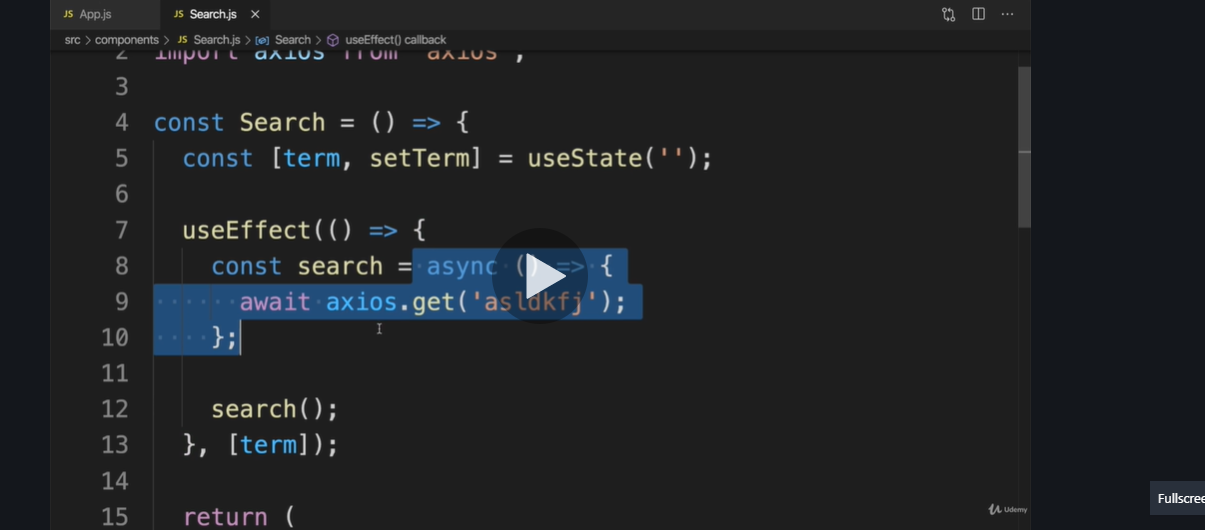 JS App.js JS Search.js
src > components > JS Search.js > Search > useEffect() callback
2 import axios from 'axios';
3
4 const Search = () => {
5 const [term, setTerm] = useState('');
6
7 useEffect(() => {
8 const search = async () => {
9 await axios.get('asldkfj');
10 };
11
12 search();
13 }, [term]);
14
15 return (
Udemy
Fullscree